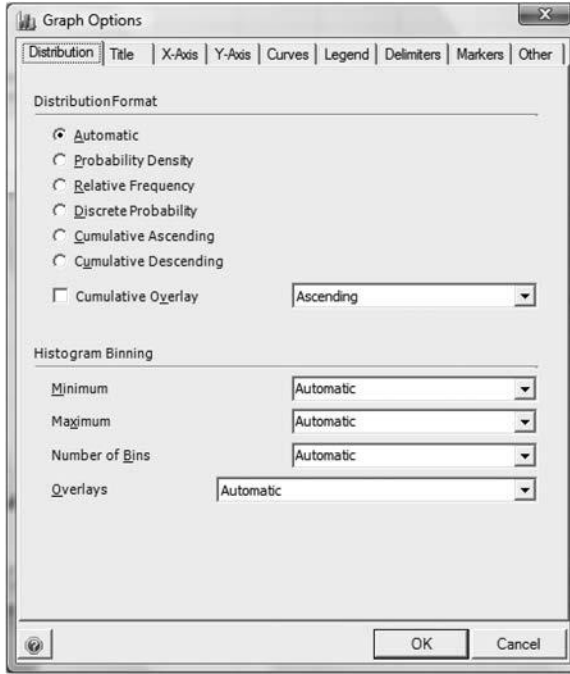 Graph Options
Distribution Title X-Axis Y-Axis Curves Legend Delimiters Markers Other
DistributionFormat
Automatic
Probability Density
Relative Frequency
Discrete Probability
Cumulative Ascending
Cumulative Descending
Cumulative Overlay Ascending
Histogram Binning
Minimum Automatic
Maximum Automatic
Number of Bins Automatic
Overlays Automatic
OK Cancel